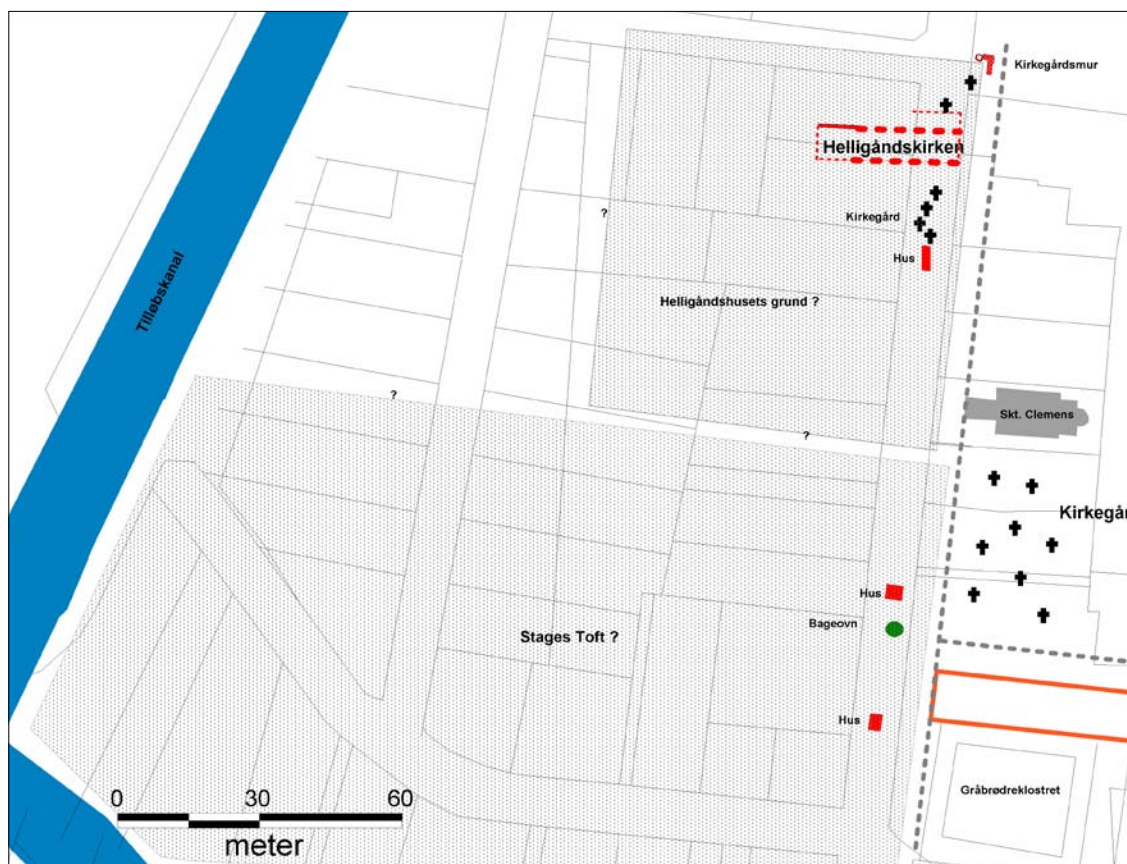 Kirkegårdsmur
Helligåndskirken
Kirkegård
?
Hus
Tilløbskanal
Helligåndshusets grund ?
?
Skt. Clemens
?
Kirkegår
Hus
Bageovn
Stages Toft ?
Hus
Gråbrødreklostret
0 30 60
meter